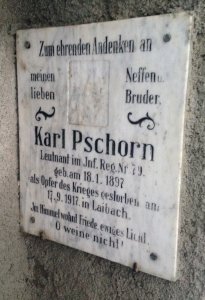 Zum ehrenden Andenken an
meinen Neffen u.
lieben Bruder,
Karl Pschorn
Leutnant im Inf. Reg. Nr 79.
geb. am 18. 1. 1897
als Opfer des Krieges gestorben am
17. 9. 1917 in Laibach.
Im Himmel wohnt Friede, ewiges Licht,
O weine nicht!